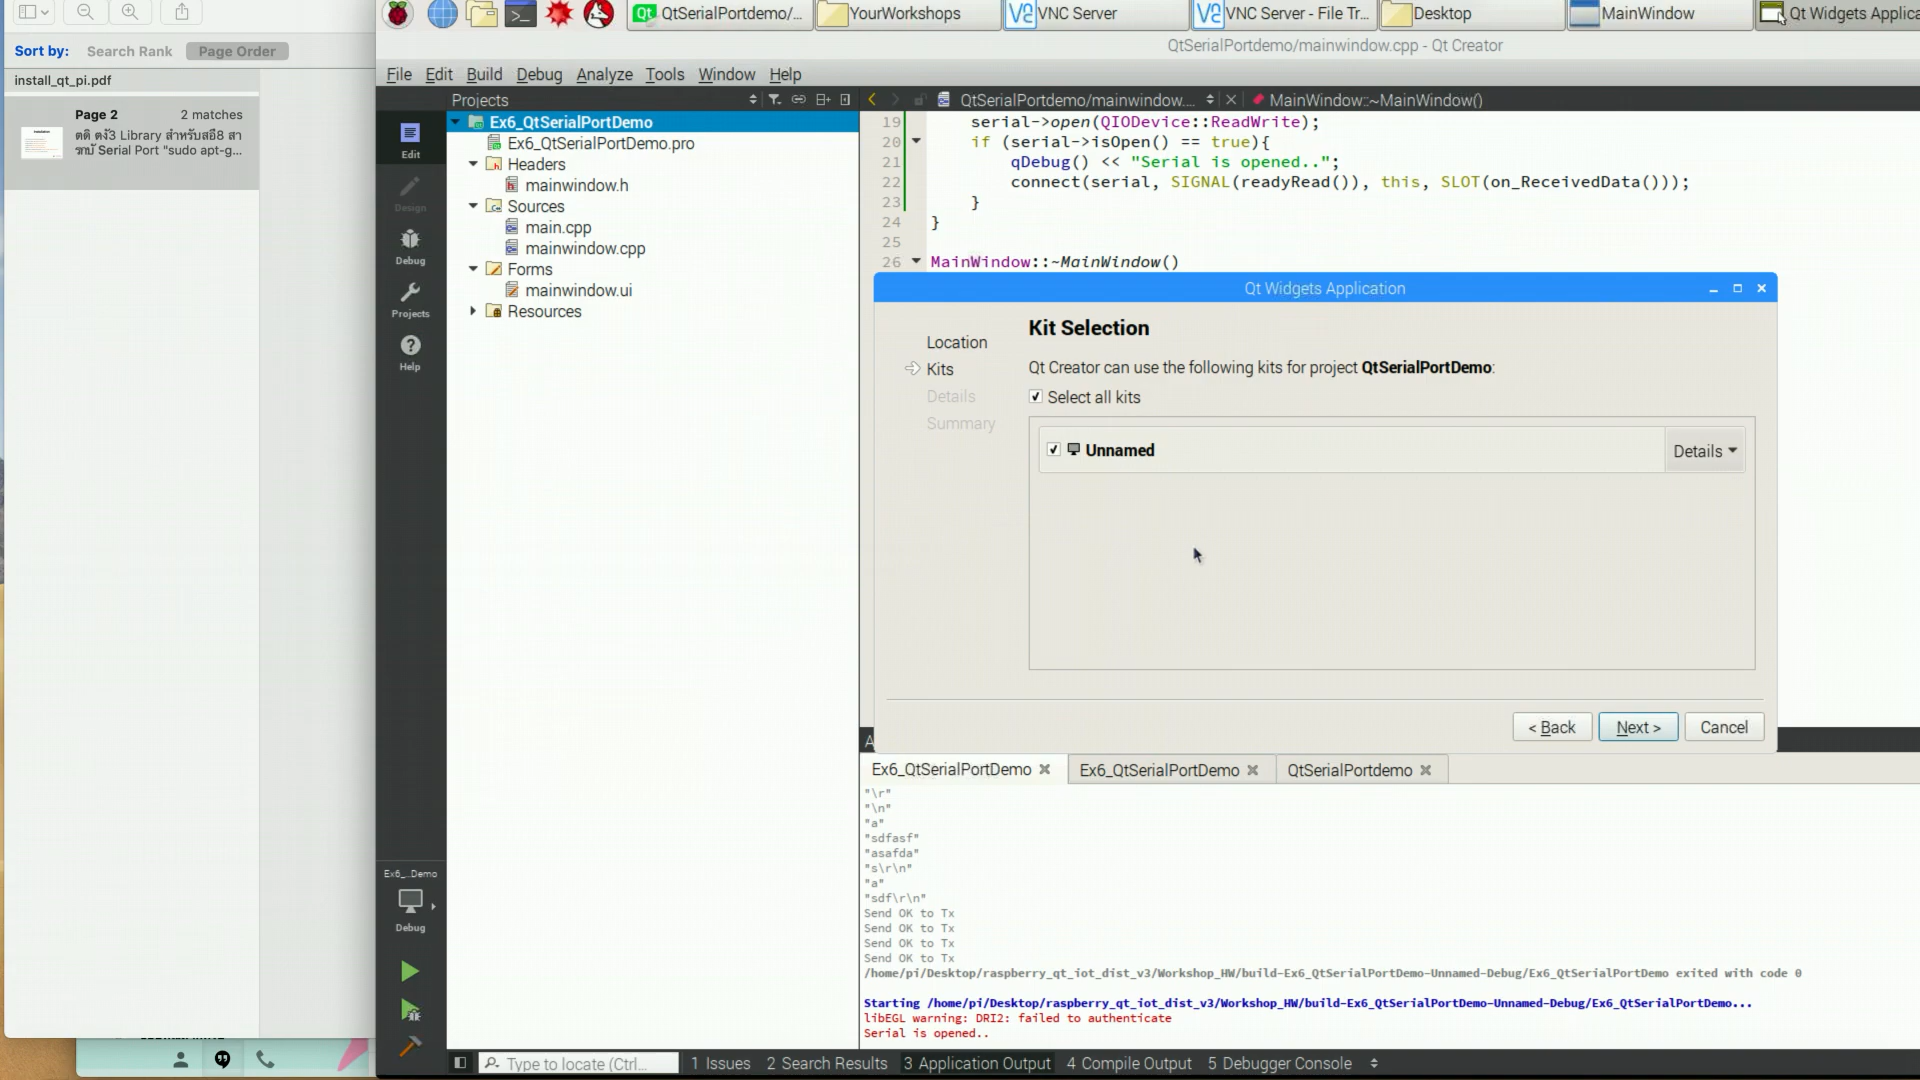 Sort by: Search Rank Page Order
install_qt_pi.pdf
Page 2 2 matches
QtSerialPortdemo/...
YourWorkshops
VNC Server
VNC Server - File Tr...
Desktop
MainWindow
Qt Widgets Applica
QtSerialPortdemo/mainwindow.cpp - Qt Creator
File Edit Build Debug Analyze Tools Window Help
Projects
QtSerialPortdemo/mainwindow....
MainWindow::~MainWindow()
Edit
Design
Debug
Projects
Help
Ex6_QtSerialPortDemo
Ex6_QtSerialPortDemo.pro
Headers
mainwindow.h
Sources
main.cpp
mainwindow.cpp
Forms
mainwindow.ui
Resources
19 serial->open(QIODevice::ReadWrite);
20 if (serial->isOpen() == true){
21 qDebug() << "Serial is opened..";
22 connect(serial, SIGNAL(readyRead()), this, SLOT(on_ReceivedData()));
23 }
24 }
25
26 MainWindow::~MainWindow()
Qt Widgets Application
Location
Kits
Details
Summary
Kit Selection
Qt Creator can use the following kits for project QtSerialPortDemo:
Select all kits
Unnamed
Details
< Back
Next >
Cancel
Ex6_QtSerialPortDemo
Ex6_QtSerialPortDemo
QtSerialPortdemo
"\r"
"\n"
"a"
"sdfasf"
"asafda"
"s\r\n"
"a"
"sdf\r\n"
Send OK to Tx
Send OK to Tx
Send OK to Tx
Send OK to Tx
/home/pi/Desktop/raspberry_qt_iot_dist_v3/Workshop_HW/build-Ex6_QtSerialPortDemo-Unnamed-Debug/Ex6_QtSerialPortDemo exited with code 0
Starting /home/pi/Desktop/raspberry_qt_iot_dist_v3/Workshop_HW/build-Ex6_QtSerialPortDemo-Unnamed-Debug/Ex6_QtSerialPortDemo...
libEGL warning: DRI2: failed to authenticate
Serial is opened..
Ex6_...Demo
Debug
Type to locate (Ctrl...
1 Issues 2 Search Results 3 Application Output 4 Compile Output 5 Debugger Console